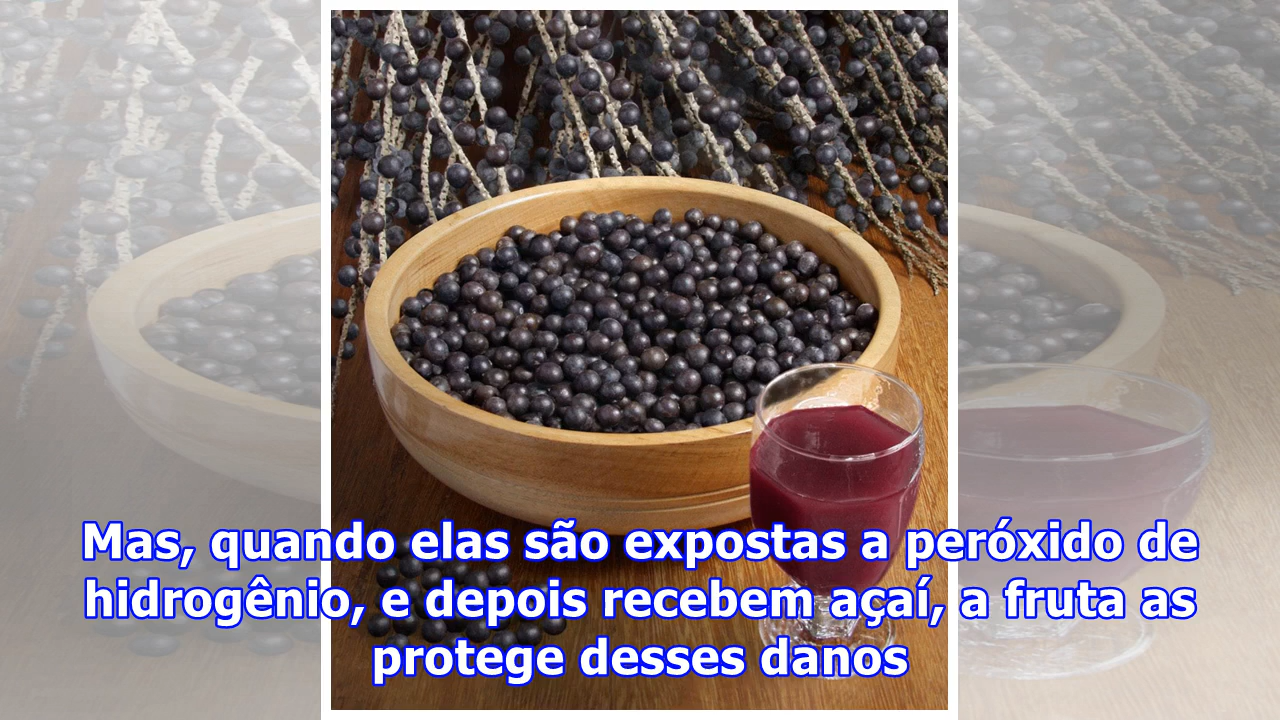 Mas, quando elas são expostas a peróxido de
hidrogênio, e depois recebem açaí, a fruta as
protege desses danos